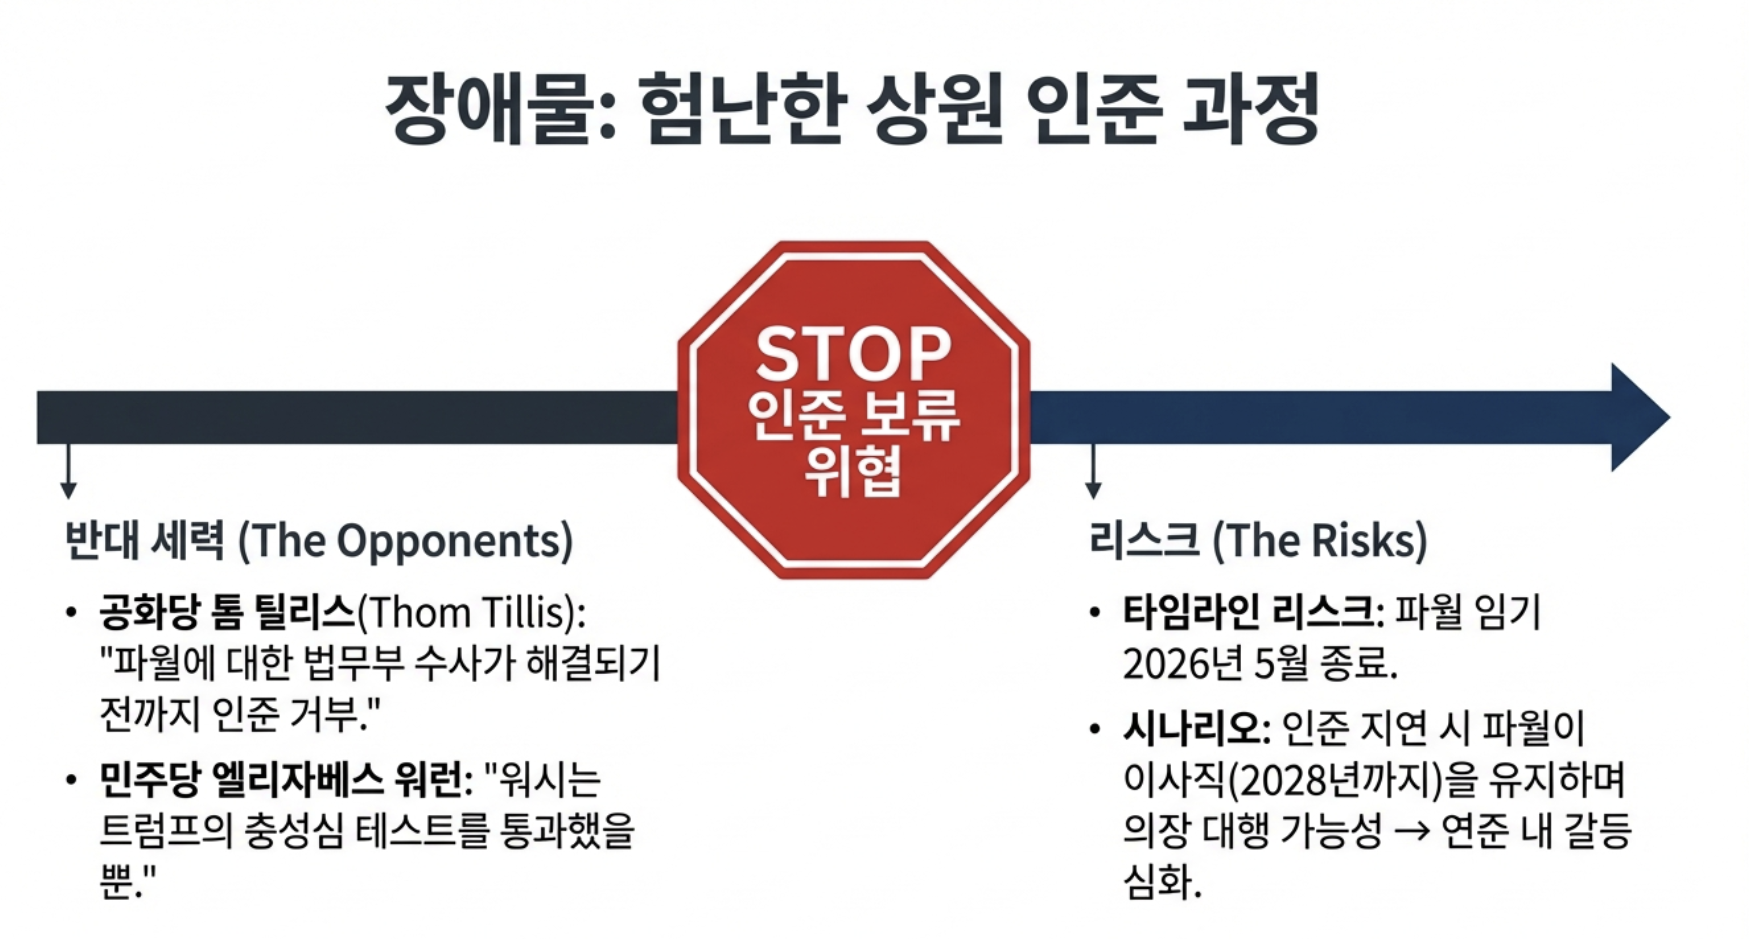 장애물: 험난한 상원 인준 과정
STOP
인준 보류
위협
반대 세력 (The Opponents)
• 공화당 톰 틸리스(Thom Tillis):
"파월에 대한 법무부 수사가 해결되기
전까지 인준 거부."
• 민주당 엘리자베스 워런: "워시는
트럼프의 충성심 테스트를 통과했을
뿐."
리스크 (The Risks)
• 타임라인 리스크: 파월 임기
2026년 5월 종료.
• 시나리오: 인준 지연 시 파월이
이사직(2028년까지)을 유지하며
의장 대행 가능성 → 연준 내 갈등
심화.